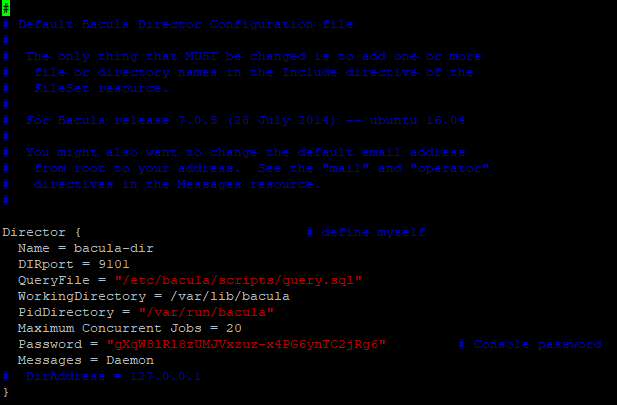 #
# Default Bacula Director Configuration file
#
#  The only thing that MUST be changed is to add one or more
#   file or directory names in the Include directive of the
#   FileSet resource.
#
#  For Bacula release 7.0.5 (28 July 2014) -- ubuntu 16.04
#
#  You might also want to change the default email address
#   from root to your address.  See the "mail" and "operator"
#   directives in the Messages resource.
#
Director {                            # define myself
  Name = bacula-dir
  DIRport = 9101
  QueryFile = "/etc/bacula/scripts/query.sql"
  WorkingDirectory = /var/lib/bacula
  PidDirectory = "/var/run/bacula"
  Maximum Concurrent Jobs = 20
  Password = "gXqW8lRl8zUMJVxzuz-x4PG6ynTC2jRg6"         # Console password
  Messages = Daemon
#  DirAddress = 127.0.0.1
}